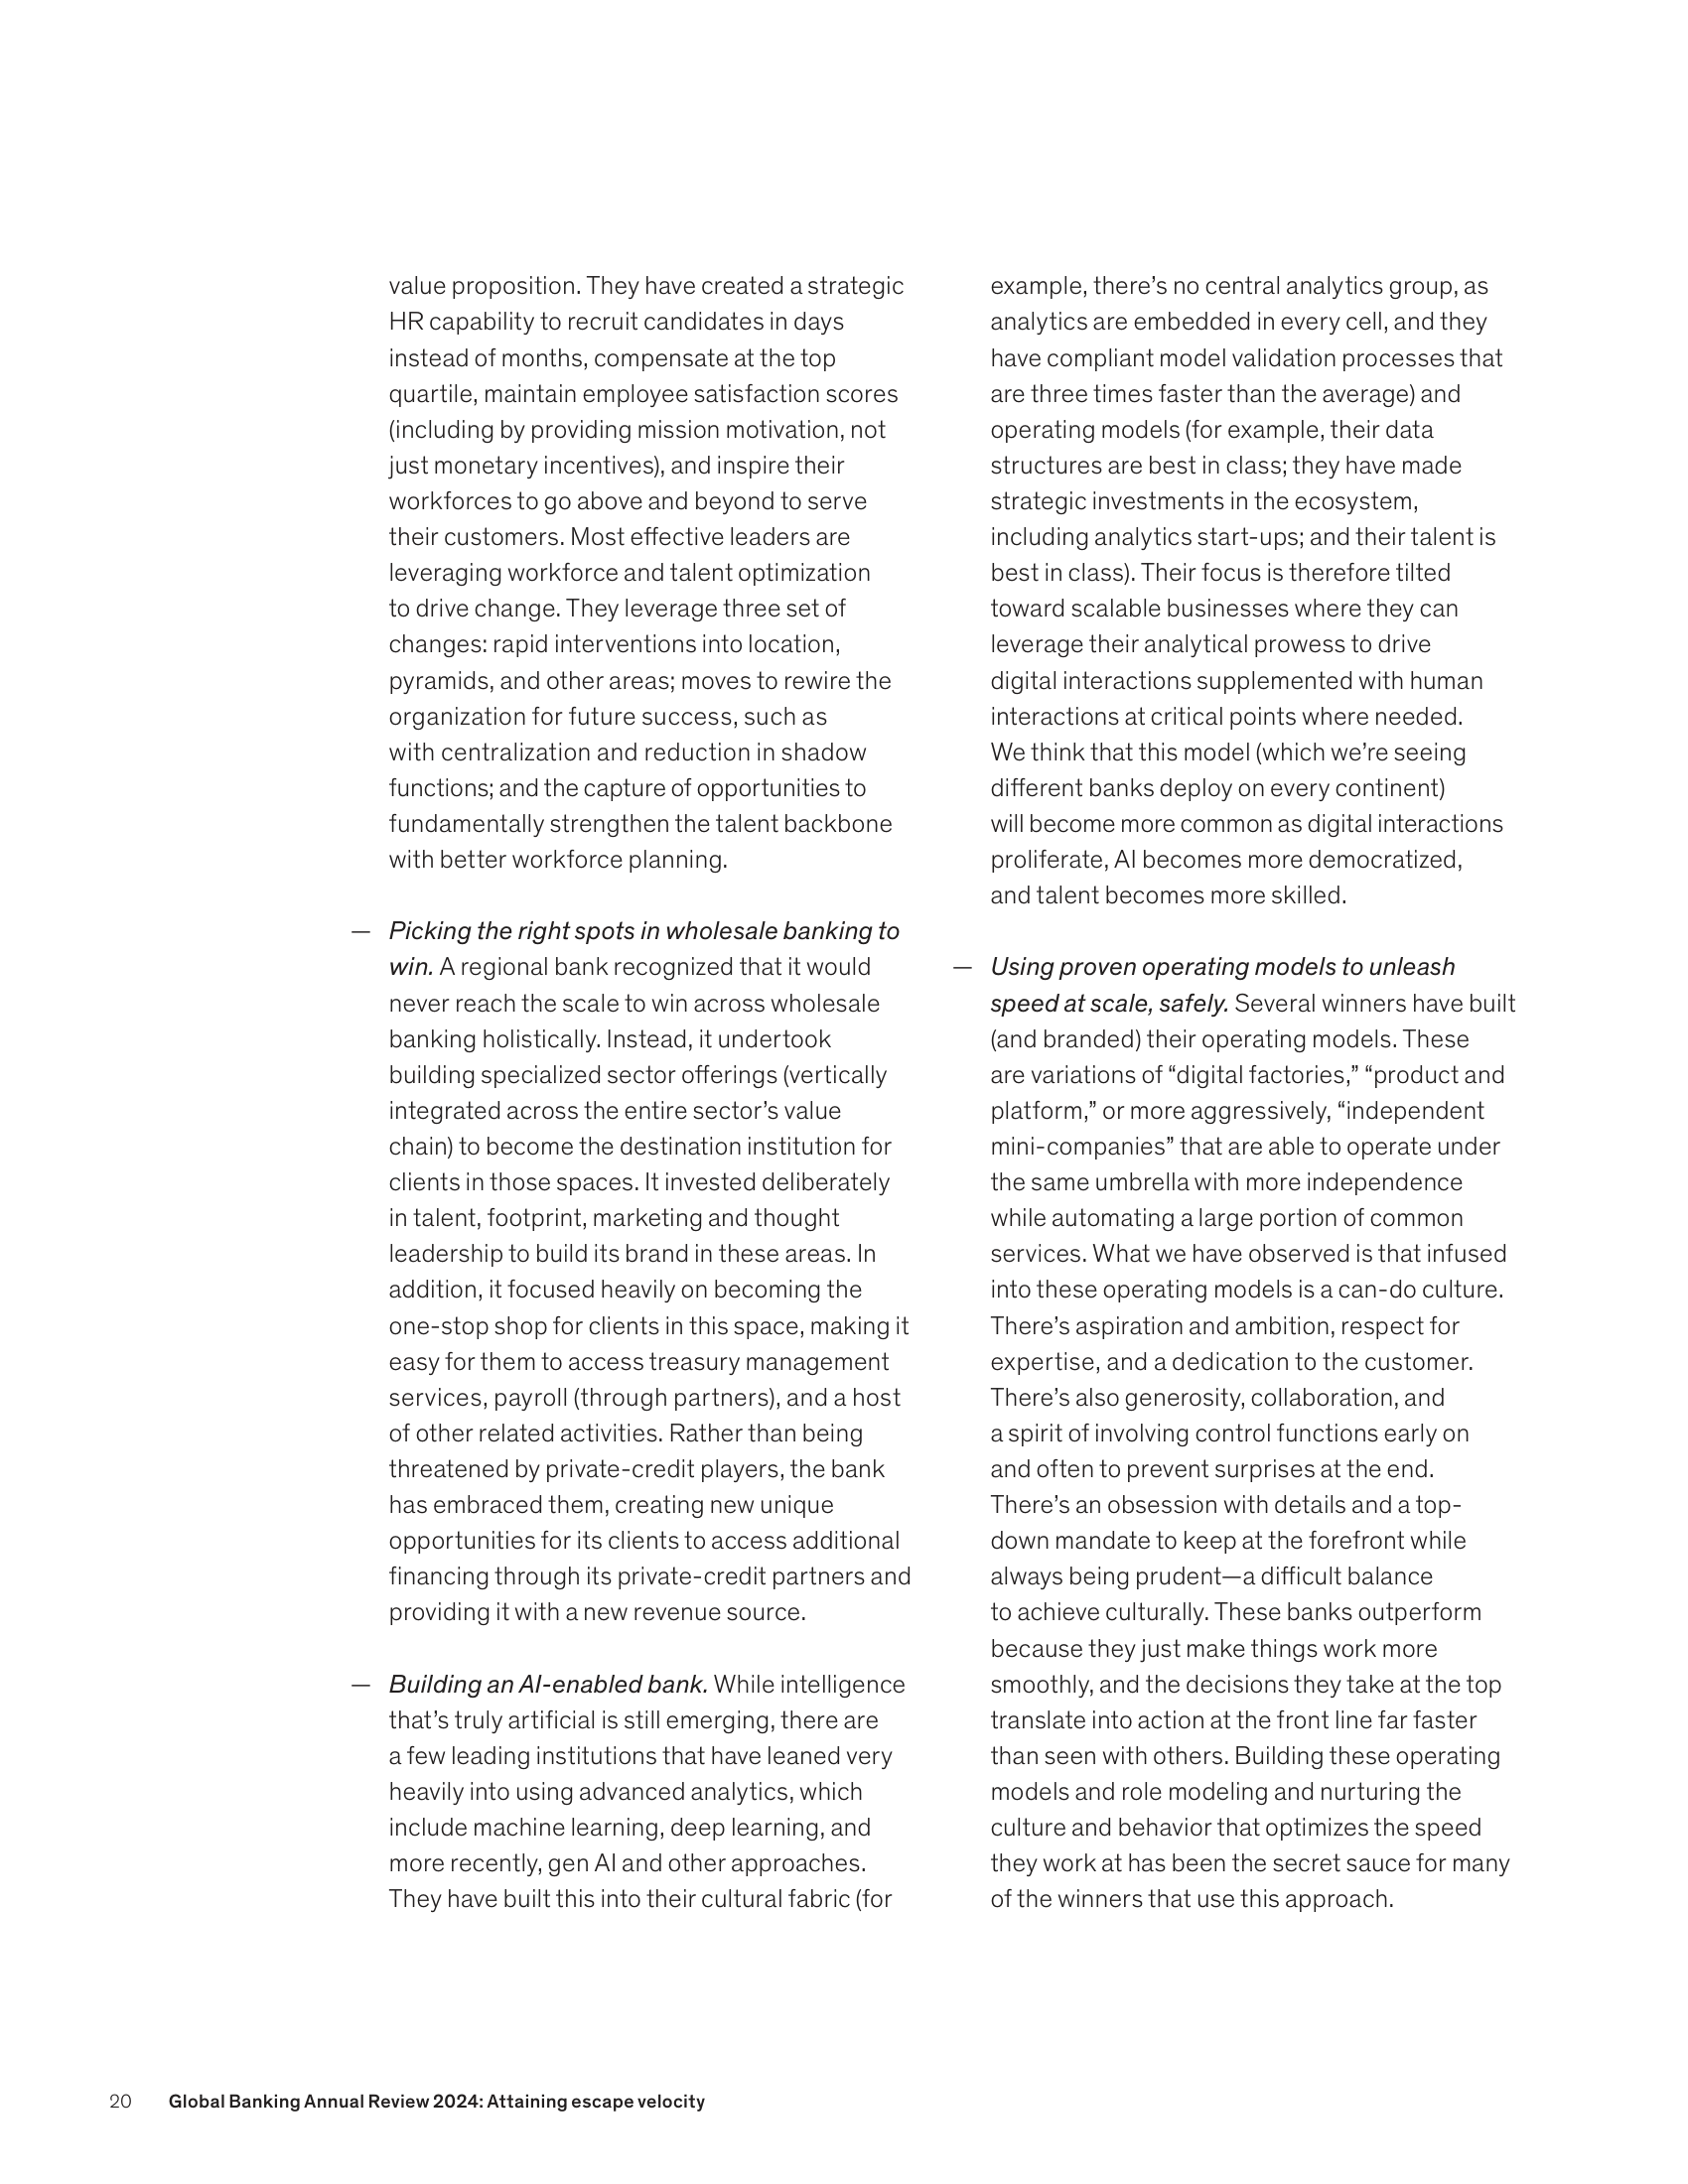 value proposition. They have created a strategic
HR capability to recruit candidates in days
instead of months, compensate at the top
quartile, maintain employee satisfaction scores
(including by providing mission motivation, not
just monetary incentives), and inspire their
workforces to go above and beyond to serve
their customers. Most effective leaders are
leveraging workforce and talent optimization
to drive change. They leverage three set of
changes: rapid interventions into location,
pyramids, and other areas; moves to rewire the
organization for future success, such as
with centralization and reduction in shadow
functions; and the capture of opportunities to
fundamentally strengthen the talent backbone
with better workforce planning.
— Picking the right spots in wholesale banking to
win. A regional bank recognized that it would
never reach the scale to win across wholesale
banking holistically. Instead, it undertook
building specialized sector offerings (vertically
integrated across the entire sector’s value
chain) to become the destination institution for
clients in those spaces. It invested deliberately
in talent, footprint, marketing and thought
leadership to build its brand in these areas. In
addition, it focused heavily on becoming the
one-stop shop for clients in this space, making it
easy for them to access treasury management
services, payroll (through partners), and a host
of other related activities. Rather than being
threatened by private-credit players, the bank
has embraced them, creating new unique
opportunities for its clients to access additional
financing through its private-credit partners and
providing it with a new revenue source.
— Building an AI-enabled bank. While intelligence
that’s truly artificial is still emerging, there are
a few leading institutions that have leaned very
heavily into using advanced analytics, which
include machine learning, deep learning, and
more recently, gen AI and other approaches.
They have built this into their cultural fabric (for
example, there’s no central analytics group, as
analytics are embedded in every cell, and they
have compliant model validation processes that
are three times faster than the average) and
operating models (for example, their data
structures are best in class; they have made
strategic investments in the ecosystem,
including analytics start-ups; and their talent is
best in class). Their focus is therefore tilted
toward scalable businesses where they can
leverage their analytical prowess to drive
digital interactions supplemented with human
interactions at critical points where needed.
We think that this model (which we’re seeing
different banks deploy on every continent)
will become more common as digital interactions
proliferate, AI becomes more democratized,
and talent becomes more skilled.
— Using proven operating models to unleash
speed at scale, safely. Several winners have built
(and branded) their operating models. These
are variations of “digital factories,” “product and
platform,” or more aggressively, “independent
mini-companies” that are able to operate under
the same umbrella with more independence
while automating a large portion of common
services. What we have observed is that infused
into these operating models is a can-do culture.
There’s aspiration and ambition, respect for
expertise, and a dedication to the customer.
There’s also generosity, collaboration, and
a spirit of involving control functions early on
and often to prevent surprises at the end.
There’s an obsession with details and a top-
down mandate to keep at the forefront while
always being prudent—a difficult balance
to achieve culturally. These banks outperform
because they just make things work more
smoothly, and the decisions they take at the top
translate into action at the front line far faster
than seen with others. Building these operating
models and role modeling and nurturing the
culture and behavior that optimizes the speed
they work at has been the secret sauce for many
of the winners that use this approach.
20 Global Banking Annual Review 2024: Attaining escape velocity